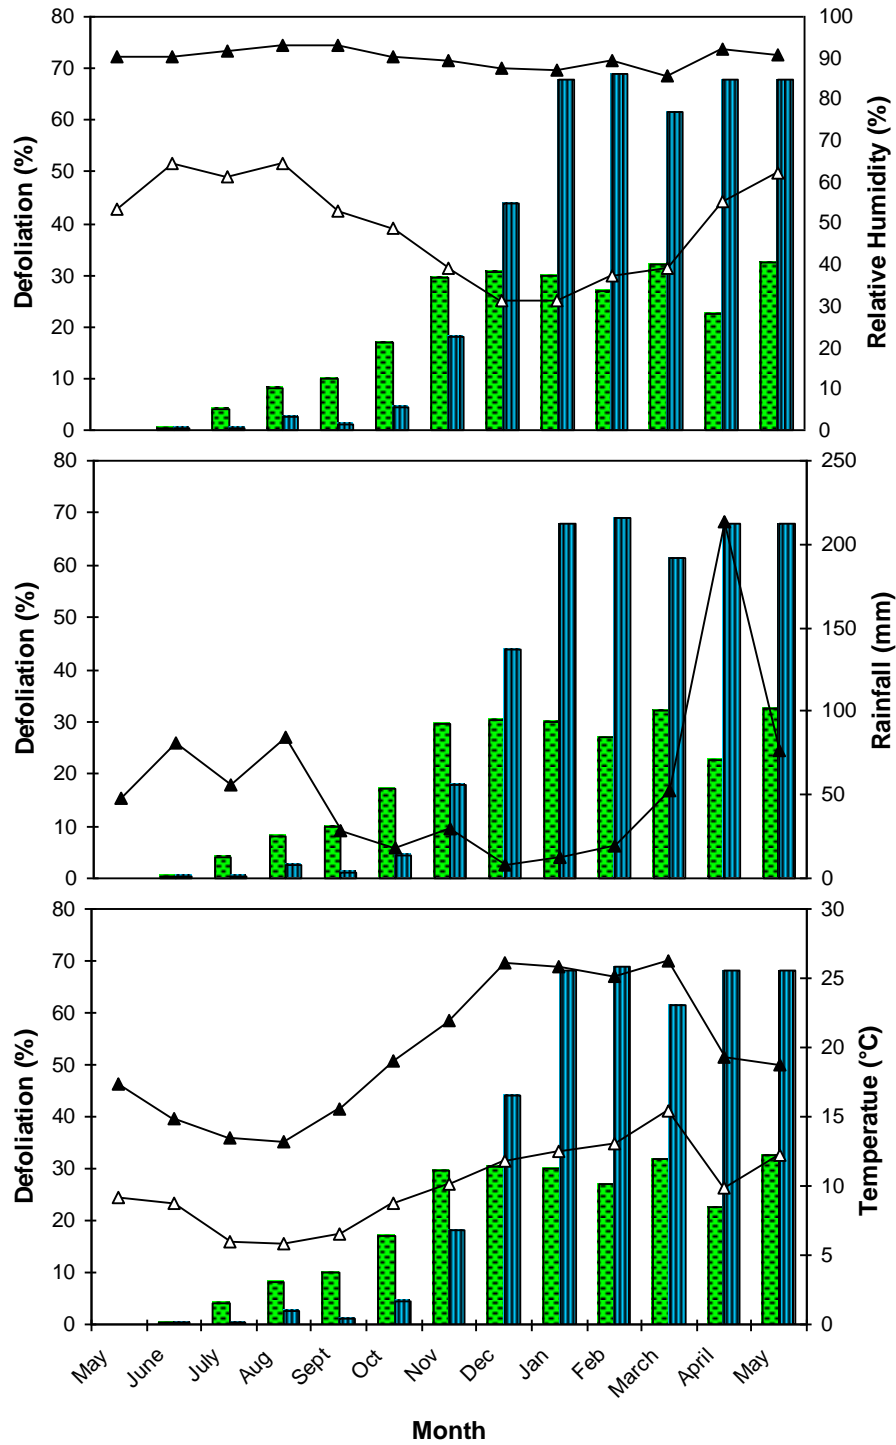 80
70
60
50
40
30
20
10
0
Defoliation (%)
100
90
80
70
60
50
40
30
20
10
0
Relative Humidity (%)
80
70
60
50
40
30
20
10
0
Defoliation (%)
250
200
150
100
50
0
Rainfall (mm)
80
70
60
50
40
30
20
10
0
Defoliation (%)
30
25
20
15
10
5
0
Temperatue (°C)
May
June
July
Aug
Sept
Oct
Nov
Dec
Jan
Feb
March
April
May
Month